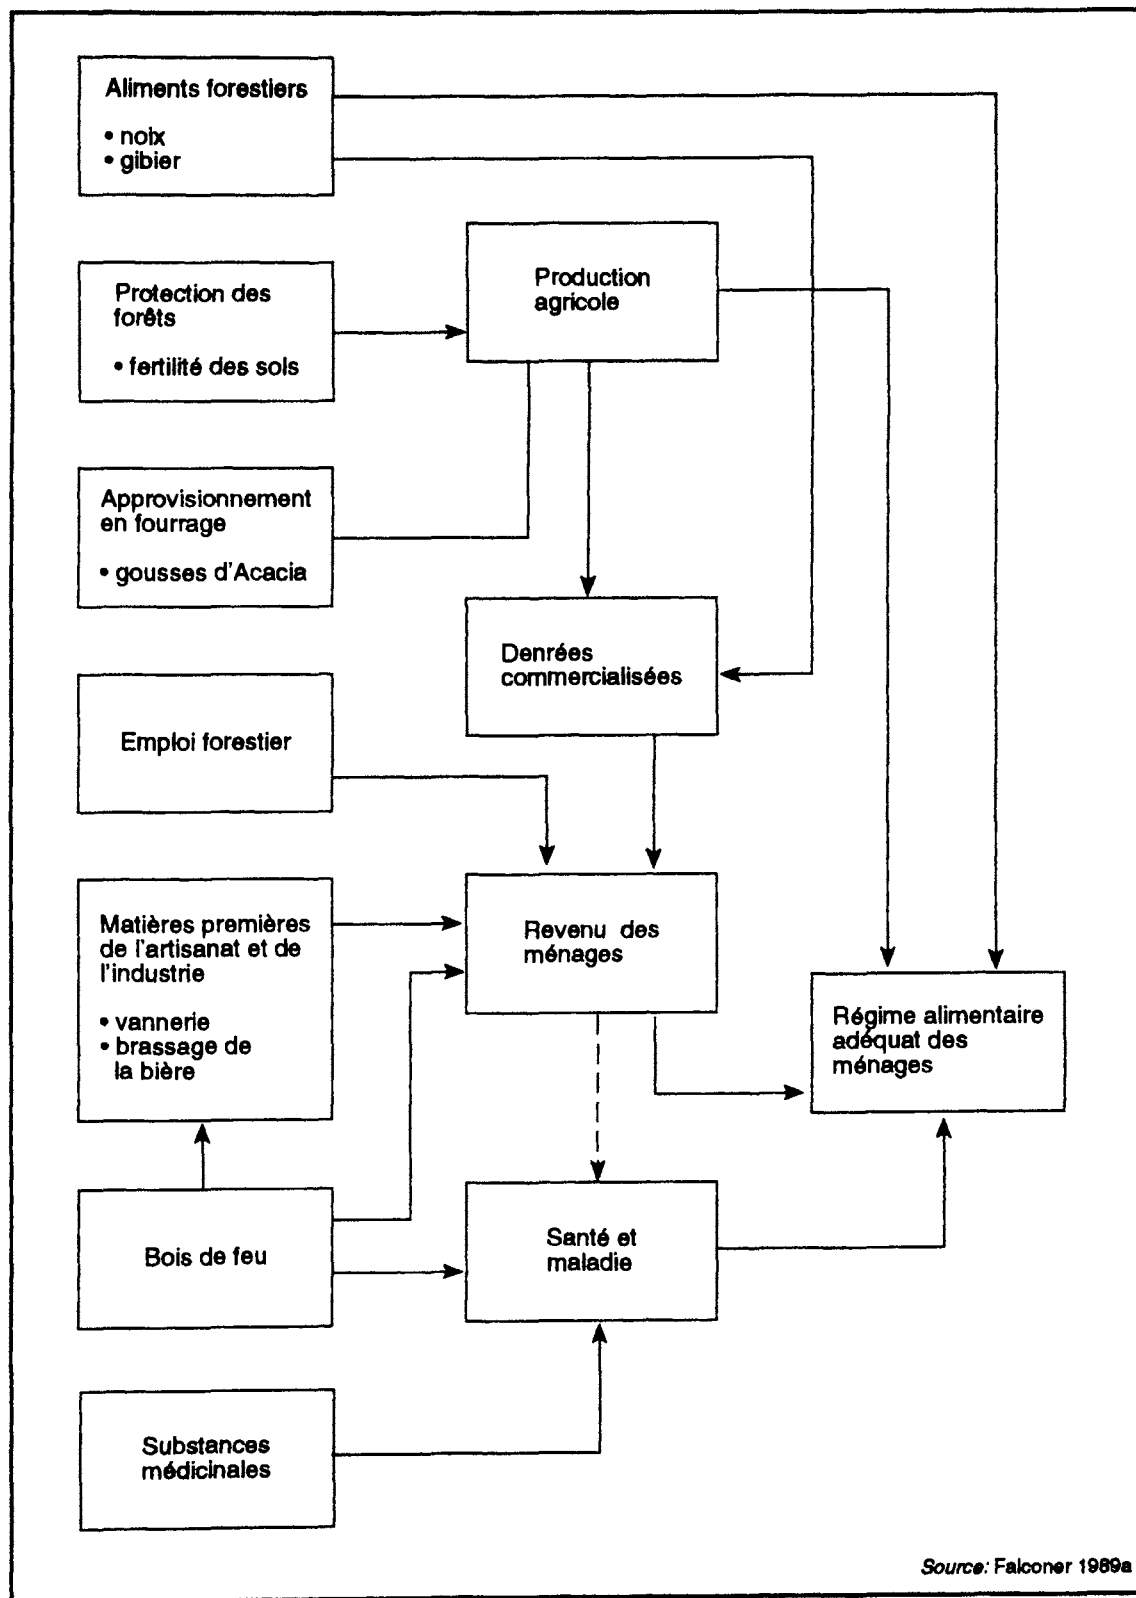 Aliments forestiers
• noix
• gibier
Production
agricole
Protection des
forêts
• fertilité des sols
Approvisionnement
en fourrage
• gousses d'Acacia
Denrées
commercialisées
Emploi forestier
Matières premières
de l'artisanat et de
l'industrie
• vannerie
• brassage de
la bière
Revenu des
ménages
Régime alimentaire
adéquat des
ménages
Bois de feu
Santé et
maladie
Substances
médicinales
Source: Falconer 1989a